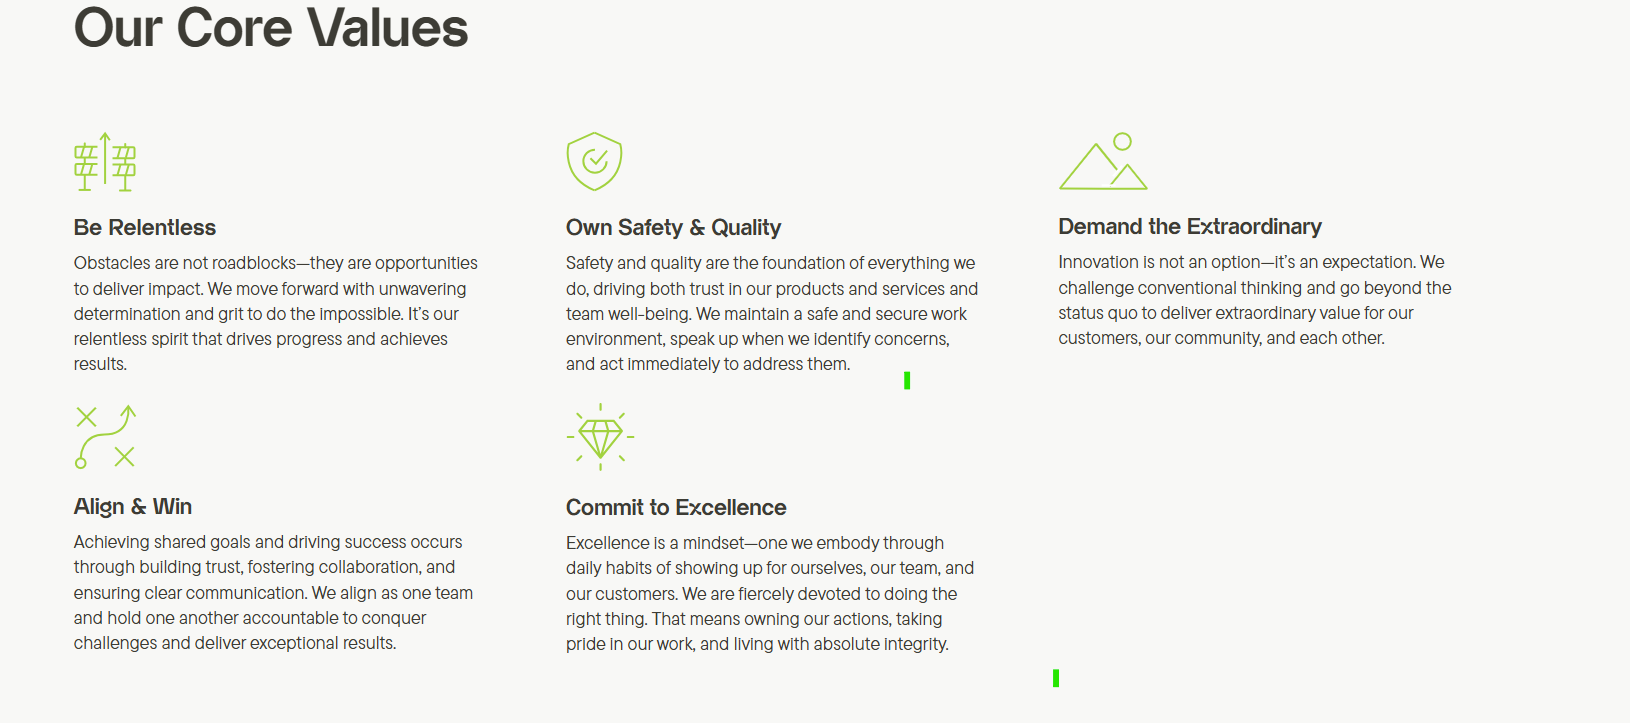 Our Core Values
Be Relentless
Obstacles are not roadblocks—they are opportunities
to deliver impact. We move forward with unwavering
determination and grit to do the impossible. It’s our
relentless spirit that drives progress and achieves
results.
Own Safety & Quality
Safety and quality are the foundation of everything we
do, driving both trust in our products and services and
team well-being. We maintain a safe and secure work
environment, speak up when we identify concerns,
and act immediately to address them.
Demand the Extraordinary
Innovation is not an option—it’s an expectation. We
challenge conventional thinking and go beyond the
status quo to deliver extraordinary value for our
customers, our community, and each other.
Align & Win
Achieving shared goals and driving success occurs
through building trust, fostering collaboration, and
ensuring clear communication. We align as one team
and hold one another accountable to conquer
challenges and deliver exceptional results.
Commit to Excellence
Excellence is a mindset—one we embody through
daily habits of showing up for ourselves, our team, and
our customers. We are fiercely devoted to doing the
right thing. That means owning our actions, taking
pride in our work, and living with absolute integrity.